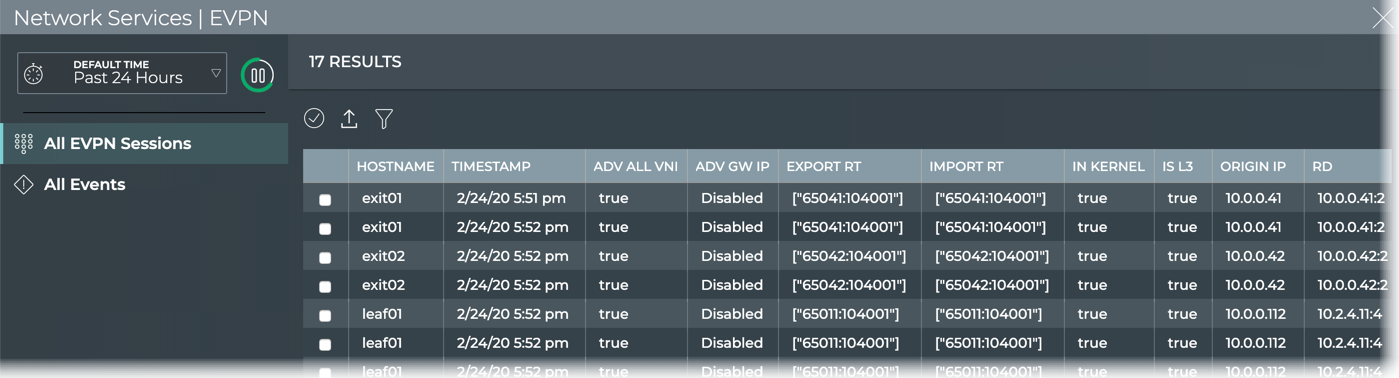 Network Services | EVPN
DEFAULT TIME
Past 24 Hours
17 RESULTS
All EVPN Sessions
All Events
HOSTNAME TIMESTAMP ADV ALL VNI ADV GW IP EXPORT RT IMPORT RT IN KERNEL IS L3 ORIGIN IP RD
exit01 2/24/20 5:51 pm true Disabled ["65041:104001"] ["65041:104001"] true true 10.0.0.41 10.0.0.41:2
exit01 2/24/20 5:52 pm true Disabled ["65041:104001"] ["65041:104001"] true true 10.0.0.41 10.0.0.41:2
exit02 2/24/20 5:52 pm true Disabled ["65042:104001"] ["65042:104001"] true true 10.0.0.42 10.0.0.42:2
exit02 2/24/20 5:52 pm true Disabled ["65042:104001"] ["65042:104001"] true true 10.0.0.42 10.0.0.42:2
leaf01 2/24/20 5:52 pm true Disabled ["65011:104001"] ["65011:104001"] true true 10.0.0.112 10.2.4.11:4
leaf01 2/24/20 5:52 pm true Disabled ["65011:104001"] ["65011:104001"] true true 10.0.0.112 10.2.4.11:4
leaf01 2/24/20 5:52 pm true Disabled ["65011:104001"] ["65011:104001"] true true 10.0.0.112 10.2.4.11:4